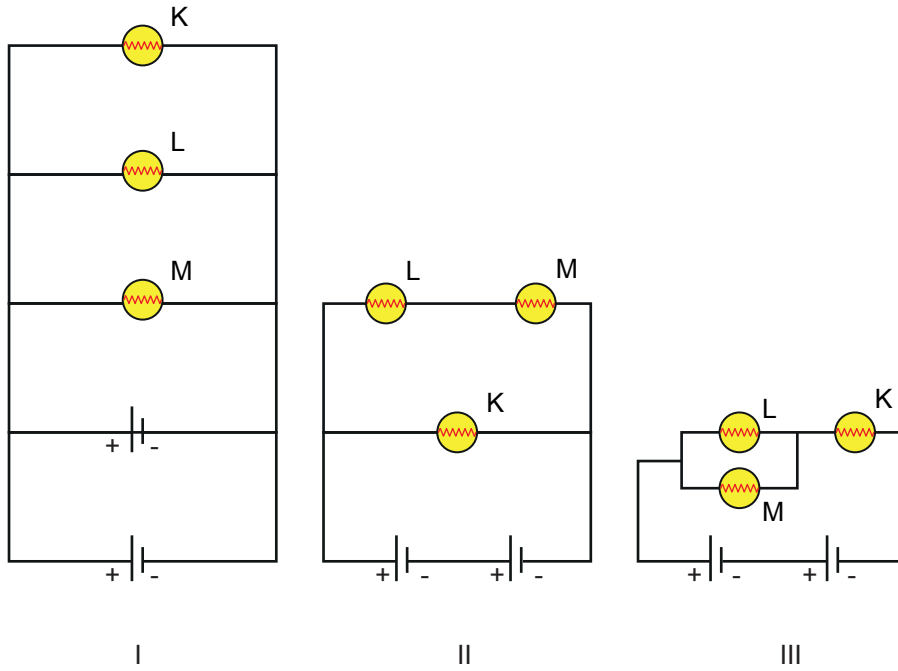 K
L
M
+ -
+ -
I
L M
K
+ - + -
II
L K
M
+ - + -
III